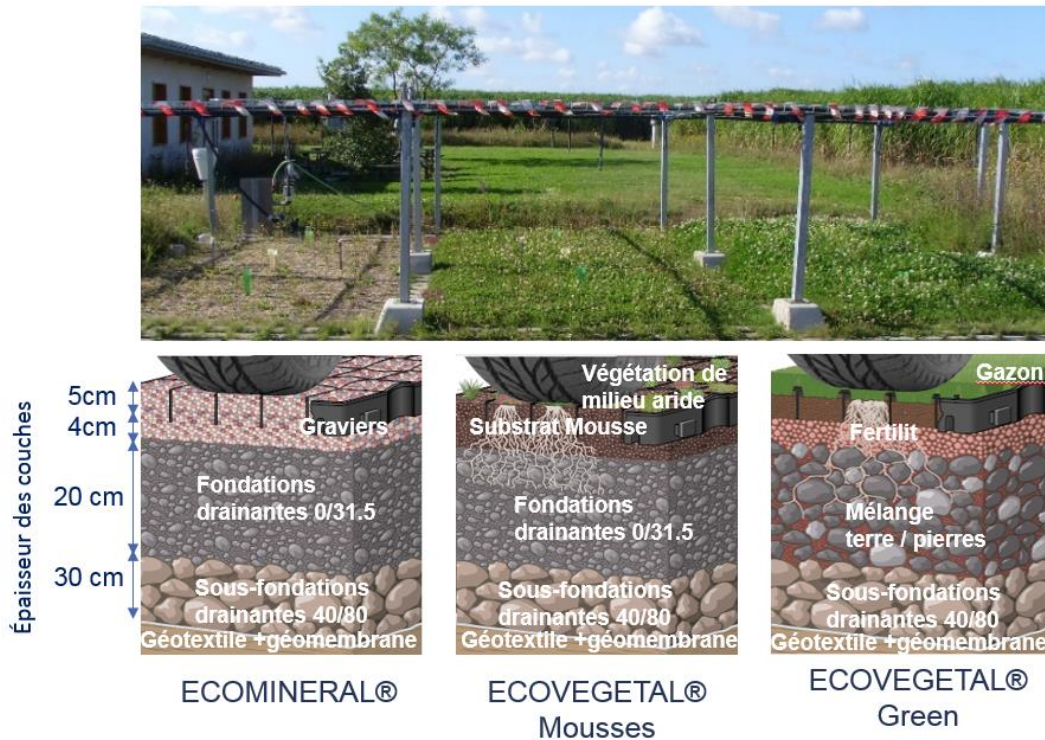 Épaisseur des couches
5cm
4cm
20 cm
30 cm
Graviers
Fondations
drainantes 0/31.5
Sous-fondations
drainantes 40/80
Géotextile +géomembrane
ECOMINERAL®
Végétation de
milieu aride
Substrat Mousse
Fondations
drainantes 0/31.5
Sous-fondations
drainantes 40/80
Géotextile +géomembrane
ECOVEGETAL®
Mousses
Gazon
Fertilit
Mélange
terre / pierres
Sous-fondations
drainantes 40/80
Géotextile +géomembrane
ECOVEGETAL®
Green